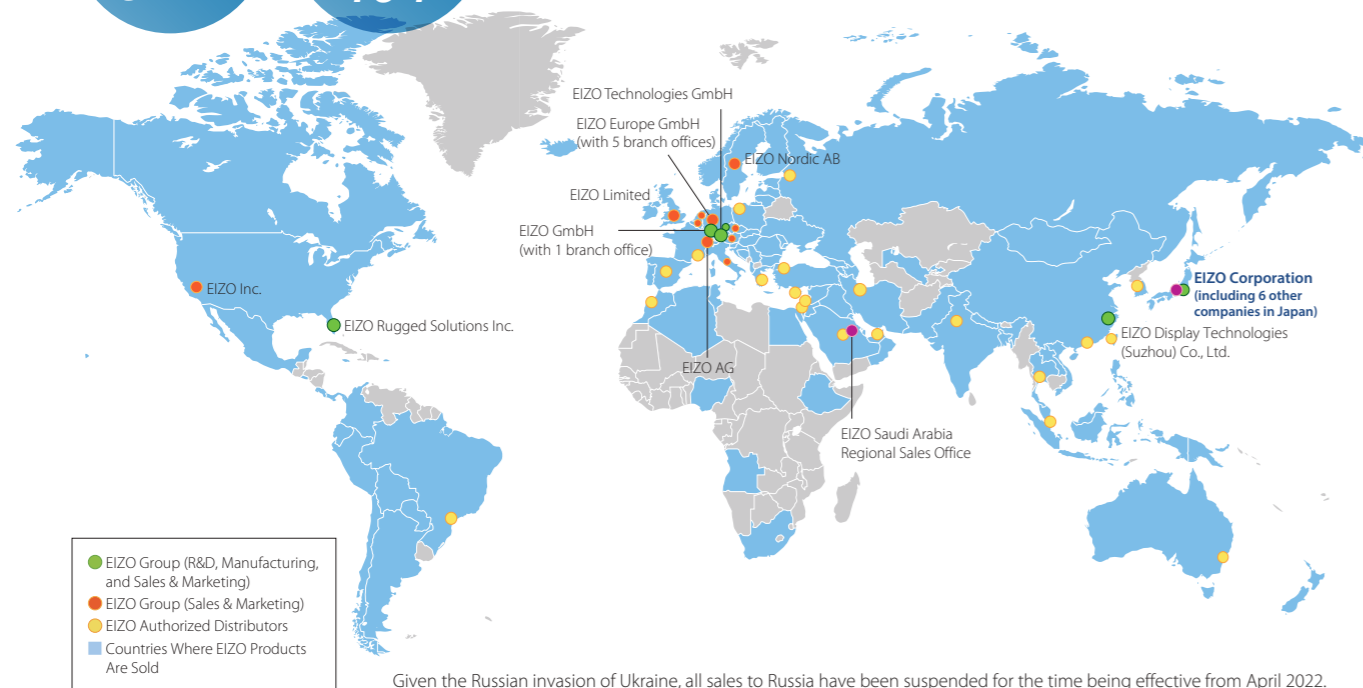 EIZO Technologies GmbH
EIZO Europe GmbH
(with 5 branch offices)
EIZO Nordic AB
EIZO Limited
EIZO GmbH
(with 1 branch office)
EIZO Inc.
EIZO Rugged Solutions Inc.
EIZO AG
EIZO Corporation
(including 6 other
companies in Japan)
EIZO Display Technologies
(Suzhou) Co., Ltd.
EIZO Saudi Arabia
Regional Sales Office
EIZO Group (R&D, Manufacturing,
and Sales & Marketing)
EIZO Group (Sales & Marketing)
EIZO Authorized Distributors
Countries Where EIZO Products
Are Sold
Given the Russian invasion of Ukraine, all sales to Russia have been suspended for the time being effective from April 2022.